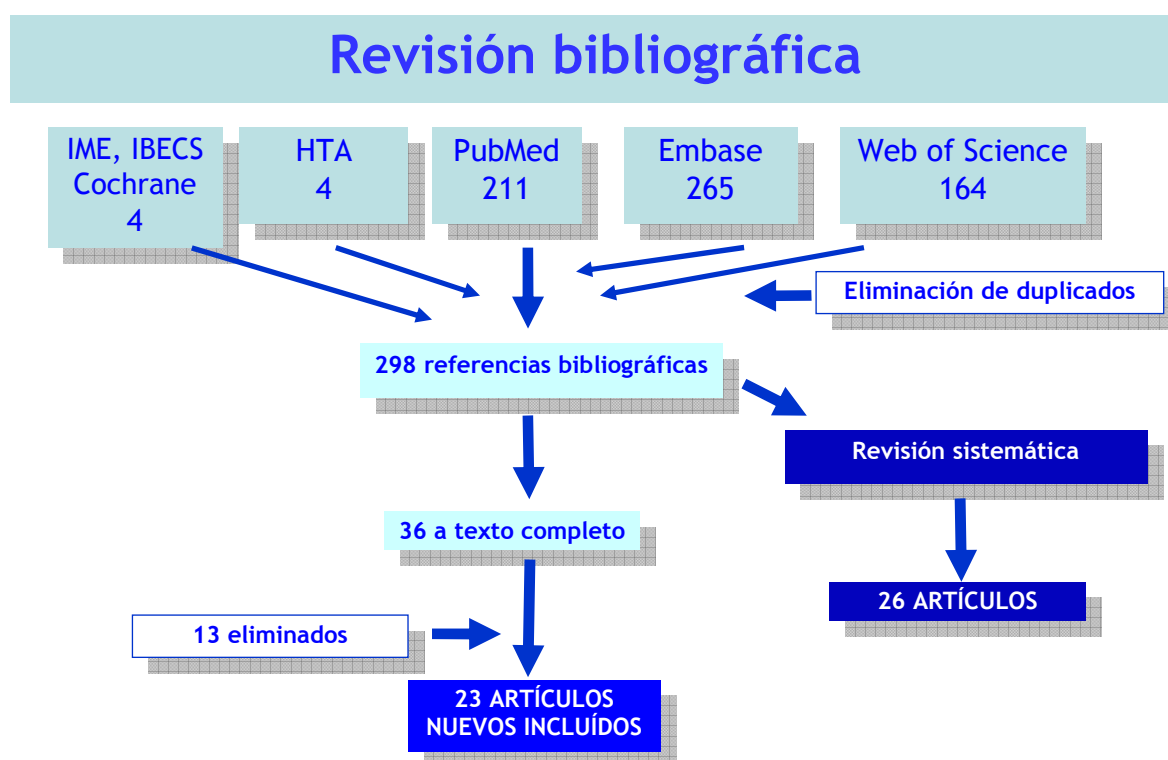 Revisión bibliográfica
IME, IBECS
Cochrane
4
HTA
4
PubMed
211
Embase
265
Web of Science
164
Eliminación de duplicados
298 referencias bibliográficas
Revisión sistemática
36 a texto completo
26 ARTÍCULOS
13 eliminados
23 ARTÍCULOS
NUEVOS INCLUÍDOS